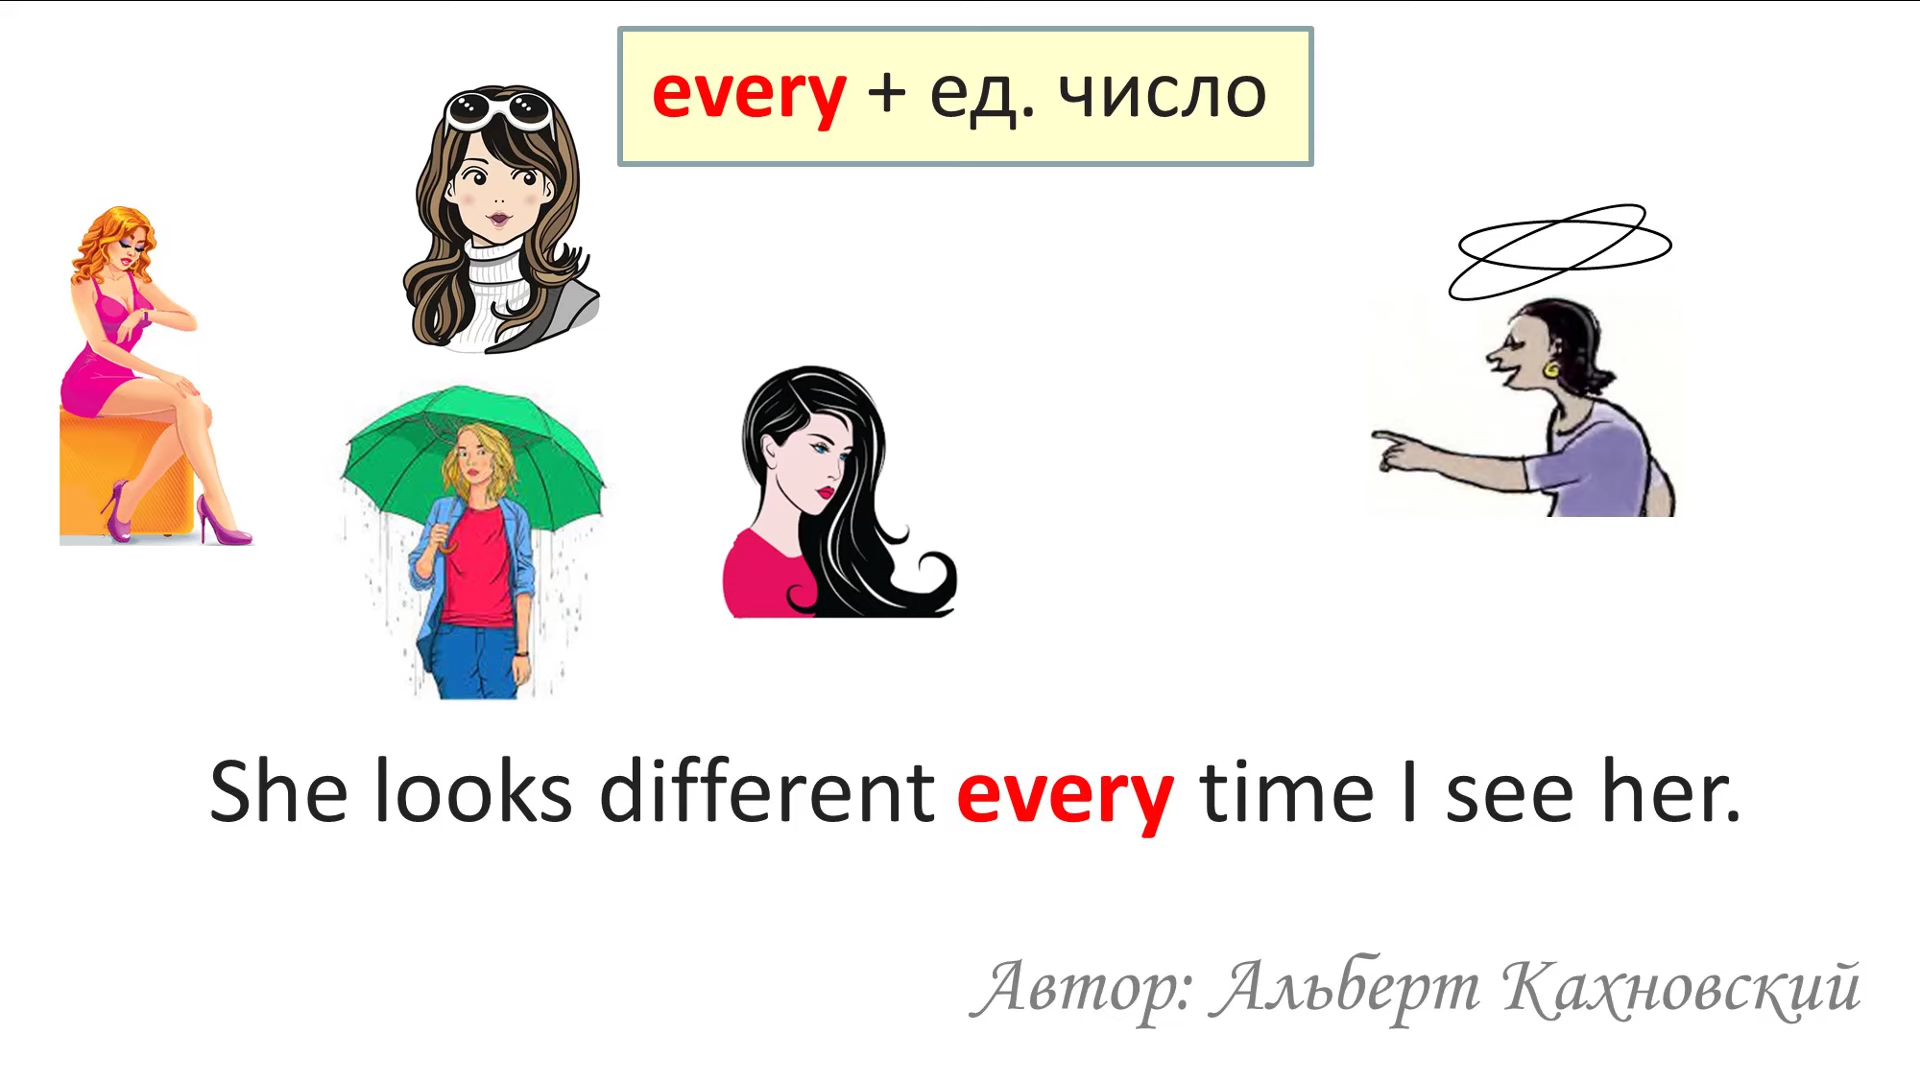 every + ед. число
She looks different every time I see her.
Автор: Альберт Кахновский